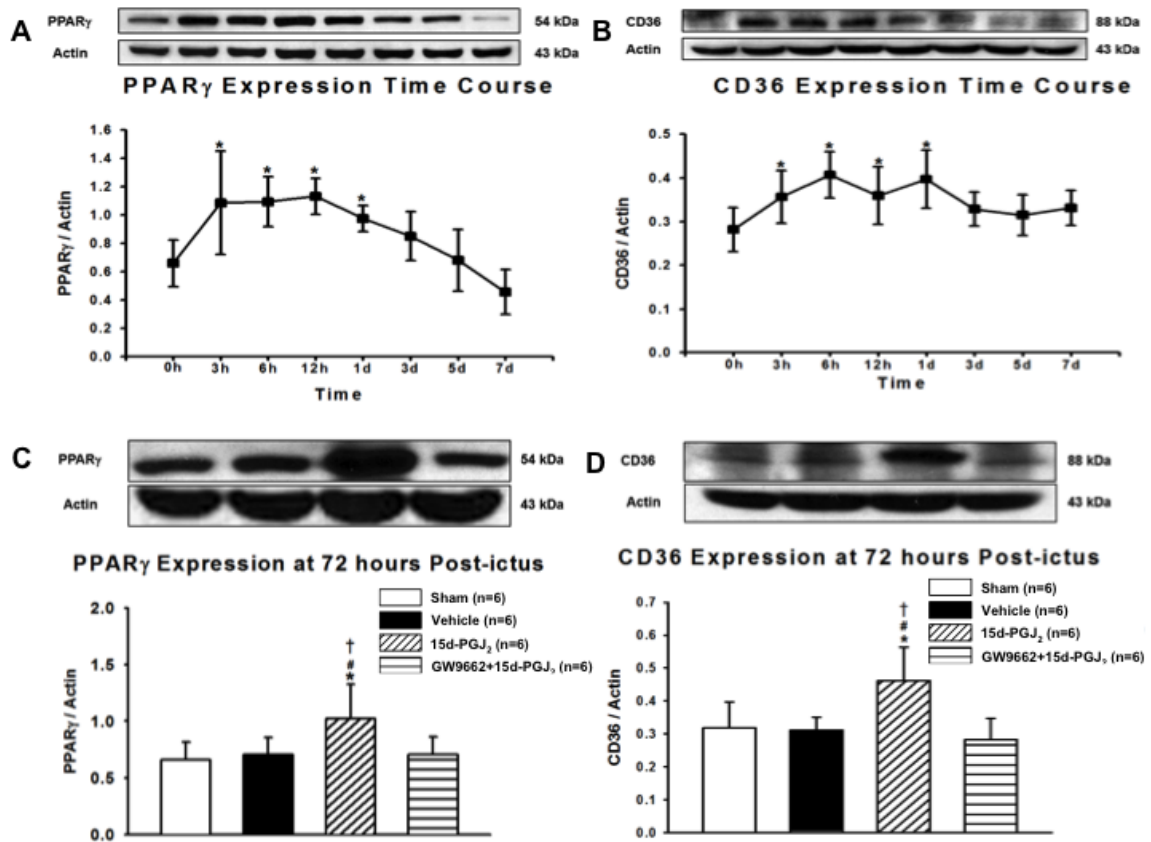 A
PPARγ
54 kDa
Actin
43 kDa
PPARγ Expression Time Course
PPARγ / Actin
1.6
1.4
1.2
1.0
0.8
0.6
0.4
0.2
0.0
*
*
*
*
0h 3h 6h 12h 1d 3d 5d 7d
Time
B
CD36
88 kDa
Actin
43 kDa
CD36 Expression Time Course
CD36 / Actin
0.5
0.4
0.3
0.2
0.1
0.0
*
*
*
*
0h 3h 6h 12h 1d 3d 5d 7d
Time
C
PPARγ
54 kDa
Actin
43 kDa
PPARγ Expression at 72 hours Post-ictus
Sham (n=6)
Vehicle (n=6)
15d-PGJ₂ (n=6)
GW9662+15d-PGJ₂ (n=6)
PPARγ / Actin
2.0
1.5
1.0
0.5
0.0
†
#
*
D
CD36
88 kDa
Actin
43 kDa
CD36 Expression at 72 hours Post-ictus
Sham (n=6)
Vehicle (n=6)
15d-PGJ₂ (n=6)
GW9662+15d-PGJ₂ (n=6)
CD36 / Actin
0.7
0.6
0.5
0.4
0.3
0.2
0.1
0.0
†
#
*